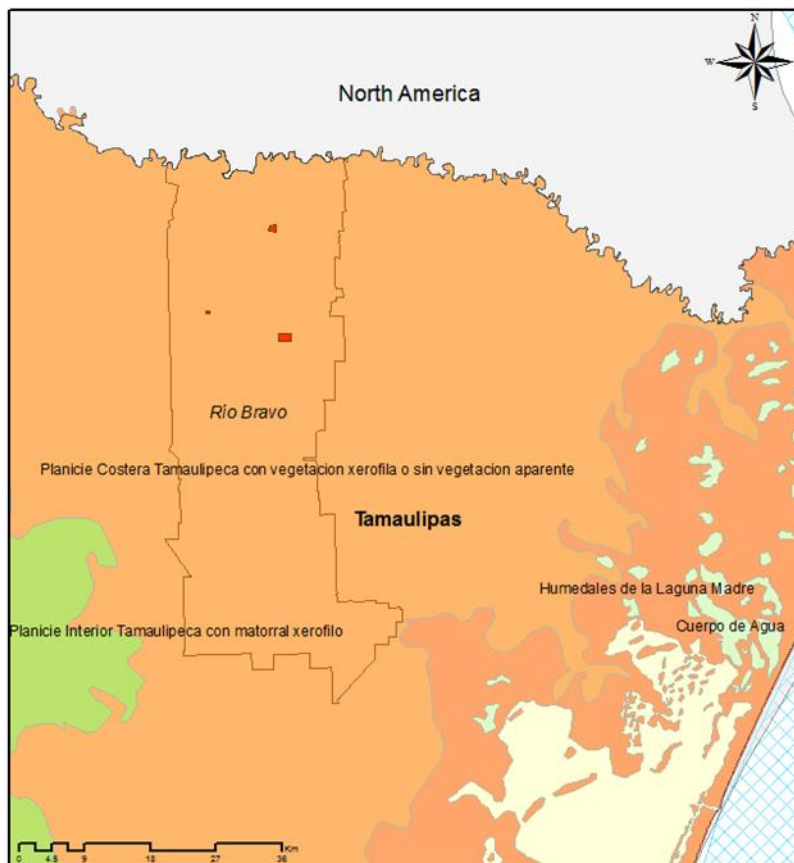 N
North America
W
S
Río Bravo
Planicie Costera Tamaulipeca con vegetacion xerofila o sin vegetacion aparente
Tamaulipas
Humedales de la Laguna Madre
Cuerpo de Agua
Planicie Interior Tamaulipeca con matorral xerofilo
Km
0 4.5 9 18 27 36